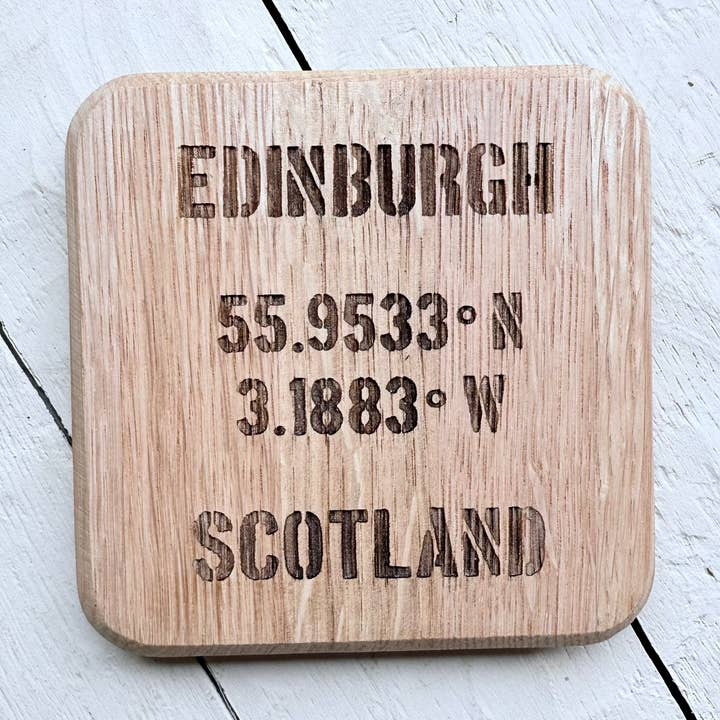 EDINBURGH
55.9533° N
3.1883° W
SCOTLAND